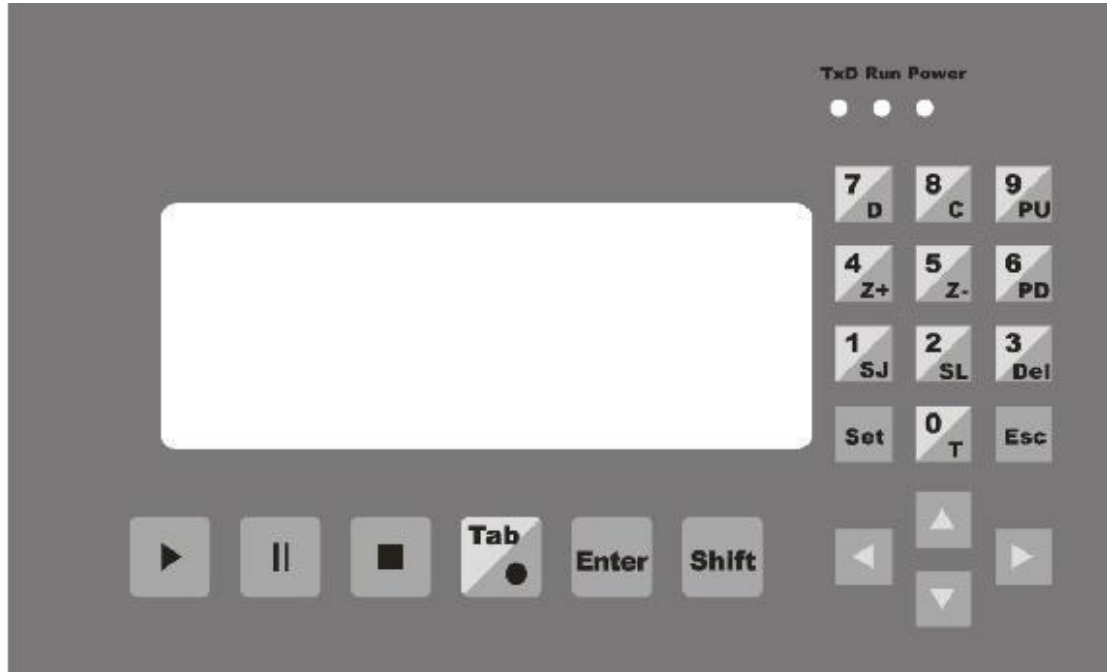 TxD Run Power
7 D 8 C 9 PU
4 Z+ 5 Z- 6 PD
1 SJ 2 SL 3 Del
Set 0 T Esc
Tab Enter Shift